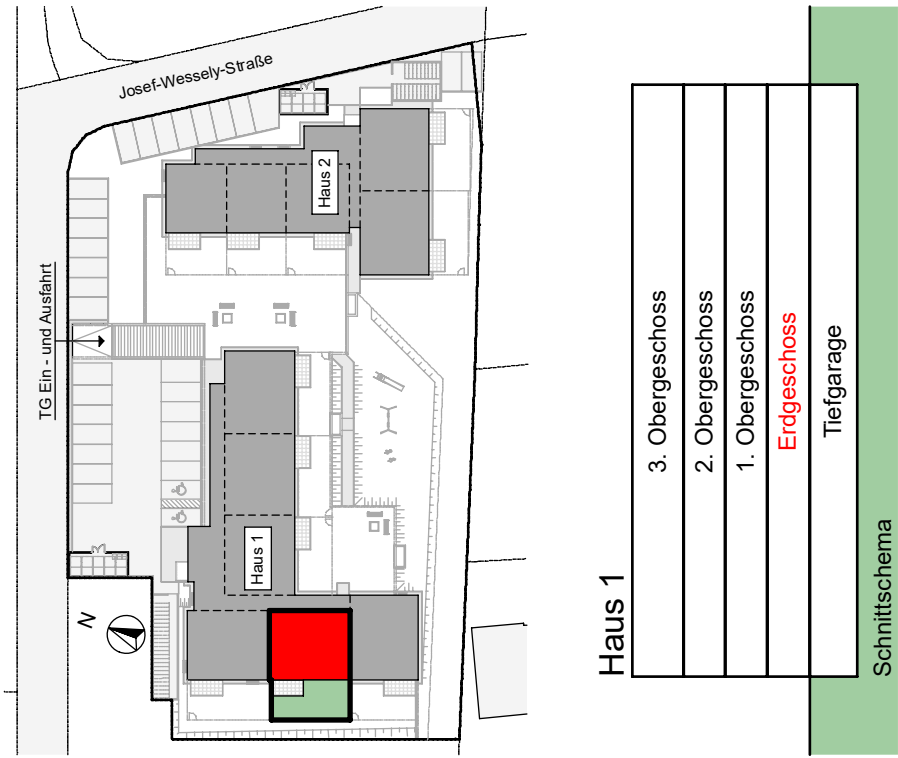 Josef-Wessely-Straße
TG Ein - und Ausfahrt
Haus 2
Haus 1
N
Haus 1
3. Obergeschoss
2. Obergeschoss
1. Obergeschoss
Erdgeschoss
Tiefgarage
Schnittschema